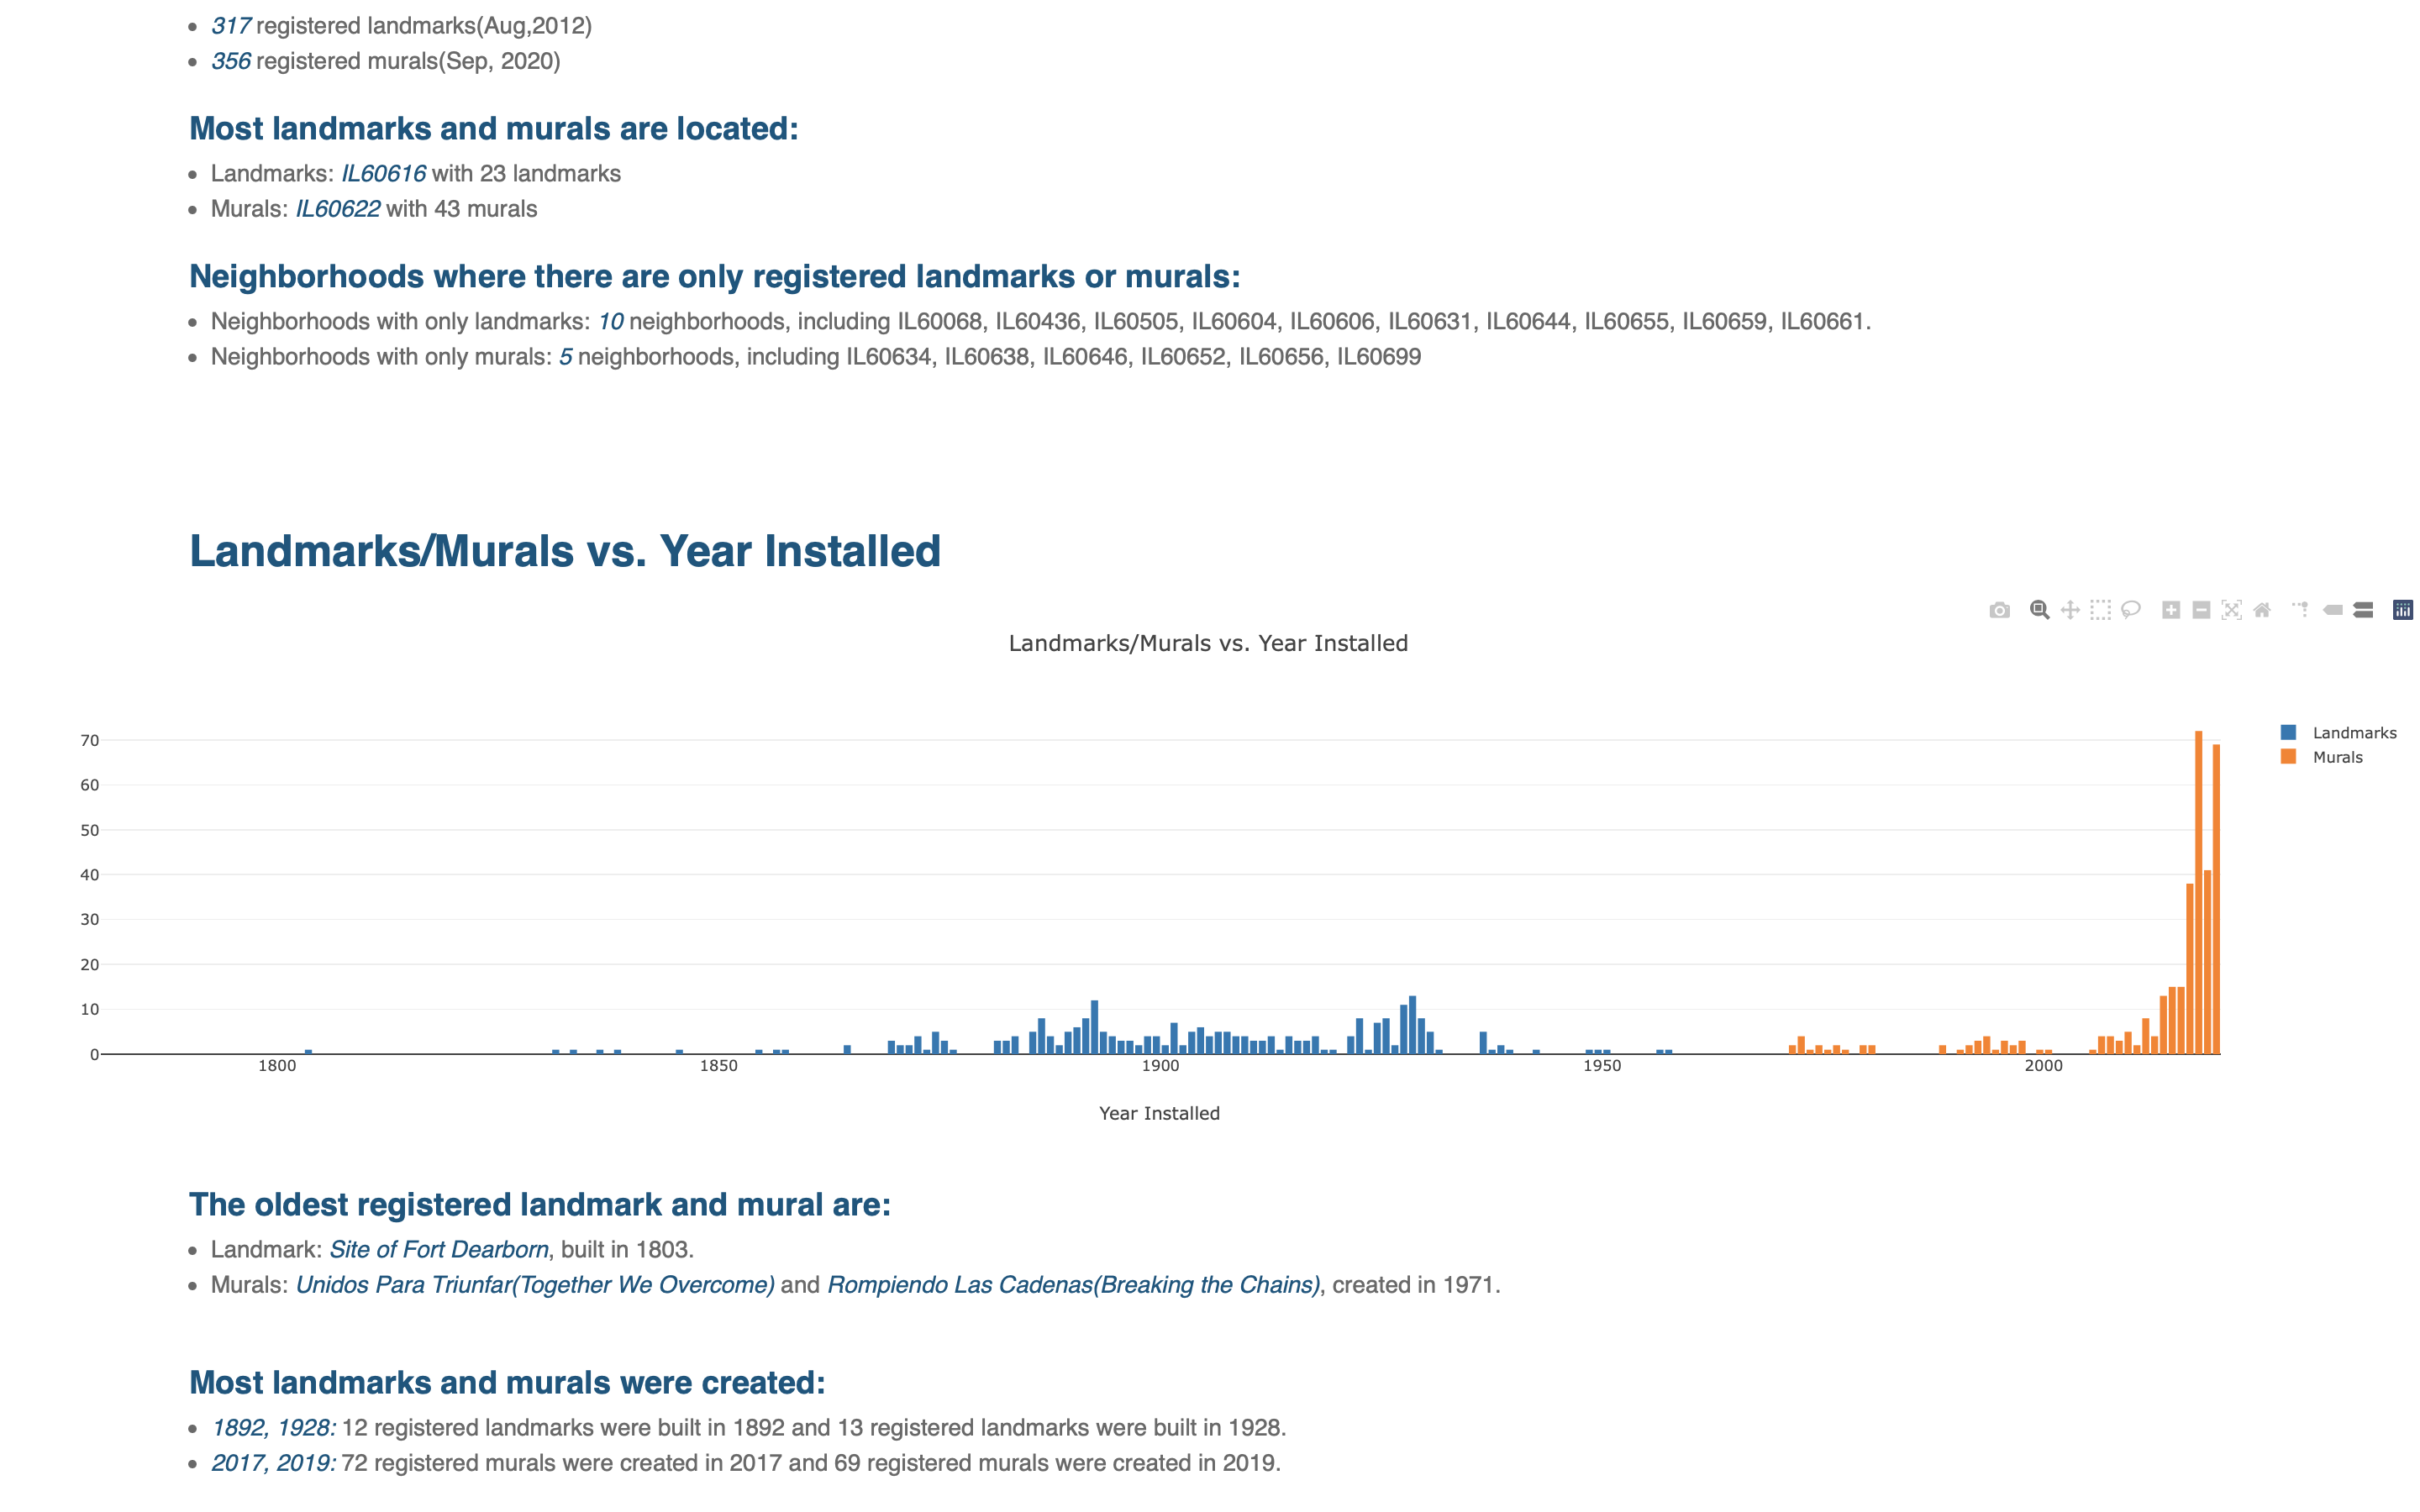 317 registered landmarks(Aug,2012)
356 registered murals(Sep, 2020)
Most landmarks and murals are located:
Landmarks: IL60616 with 23 landmarks
Murals: IL60622 with 43 murals
Neighborhoods where there are only registered landmarks or murals:
Neighborhoods with only landmarks: 10 neighborhoods, including IL60068, IL60436, IL60505, IL60604, IL60606, IL60631, IL60644, IL60655, IL60659, IL60661.
Neighborhoods with only murals: 5 neighborhoods, including IL60634, IL60638, IL60646, IL60652, IL60656, IL60699
Landmarks/Murals vs. Year Installed
Landmarks/Murals vs. Year Installed
Landmarks
Murals
70
60
50
40
30
20
10
0
1800 1850 1900 1950 2000
Year Installed
The oldest registered landmark and mural are:
Landmark: Site of Fort Dearborn, built in 1803.
Murals: Unidos Para Triunfar(Together We Overcome) and Rompiendo Las Cadenas(Breaking the Chains), created in 1971.
Most landmarks and murals were created:
1892, 1928: 12 registered landmarks were built in 1892 and 13 registered landmarks were built in 1928.
2017, 2019: 72 registered murals were created in 2017 and 69 registered murals were created in 2019.